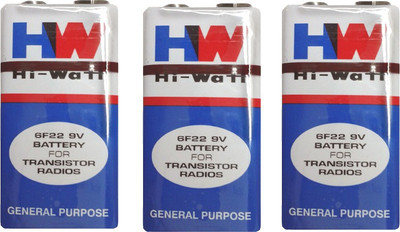 HW
Hi-Watt
6F22 9V
BATTERY
FOR
TRANSISTOR
RADIOS
GENERAL PURPOSE
HW
Hi-Watt
6F22 9V
BATTERY
FOR
TRANSISTOR
RADIOS
GENERAL PURPOSE
HW
Hi-Watt
6F22 9V
BATTERY
FOR
TRANSISTOR
RADIOS
GENERAL PURPOSE